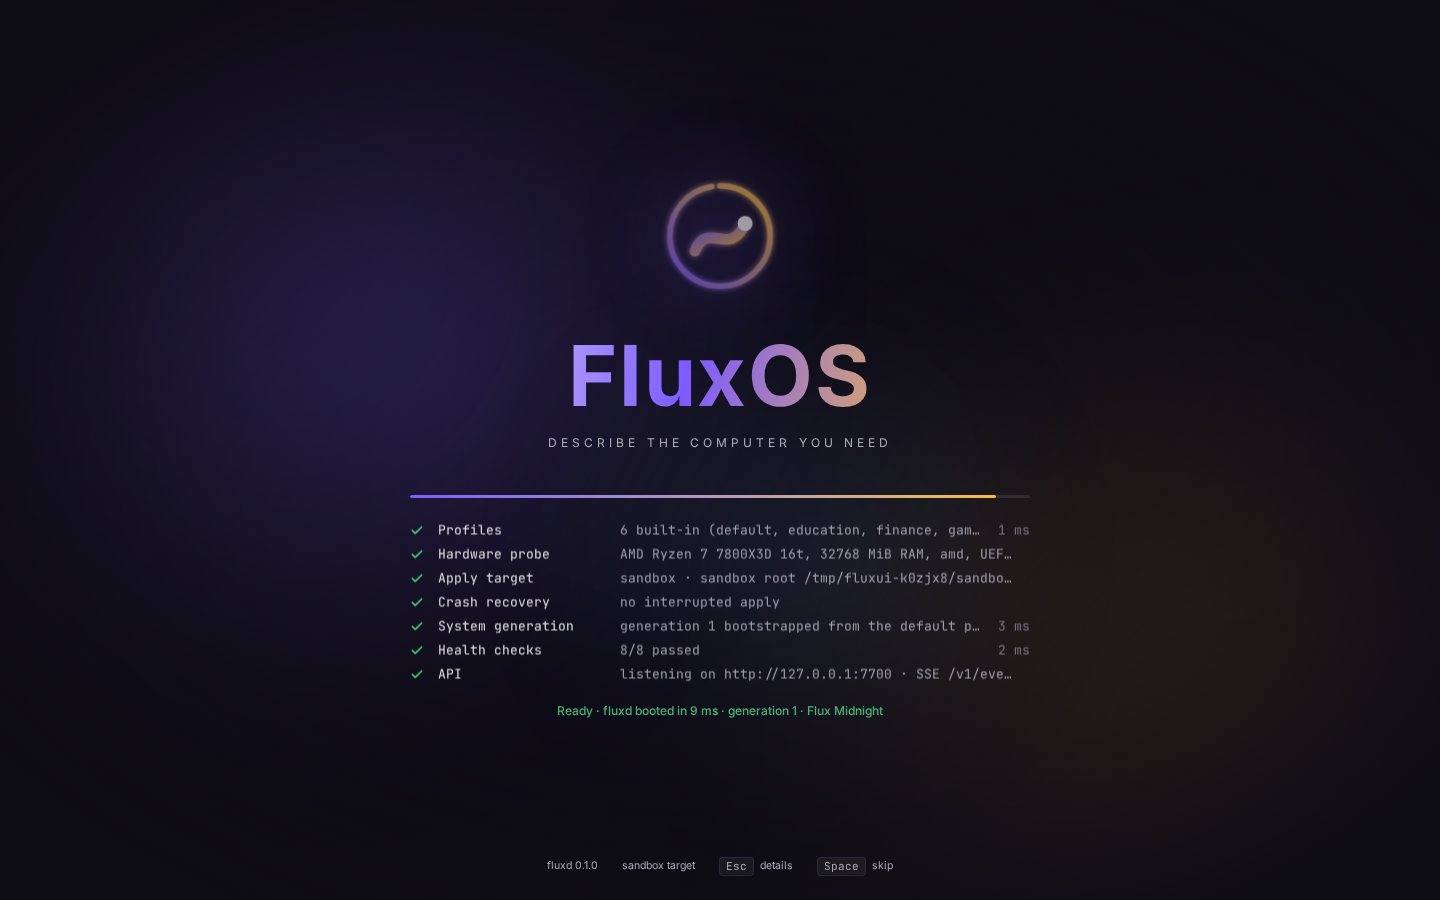 FluxOS
DESCRIBE THE COMPUTER YOU NEED
Profiles 6 built-in (default, education, finance, gam… 1 ms
Hardware probe AMD Ryzen 7 7800X3D 16t, 32768 MiB RAM, amd, UEF…
Apply target sandbox · sandbox root /tmp/fluxui-k0zjx8/sandbo…
Crash recovery no interrupted apply
System generation generation 1 bootstrapped from the default p… 3 ms
Health checks 8/8 passed 2 ms
API listening on http://127.0.0.1:7700 · SSE /v1/eve…
Ready · fluxd booted in 9 ms · generation 1 · Flux Midnight
fluxd 0.1.0 sandbox target Esc details Space skip